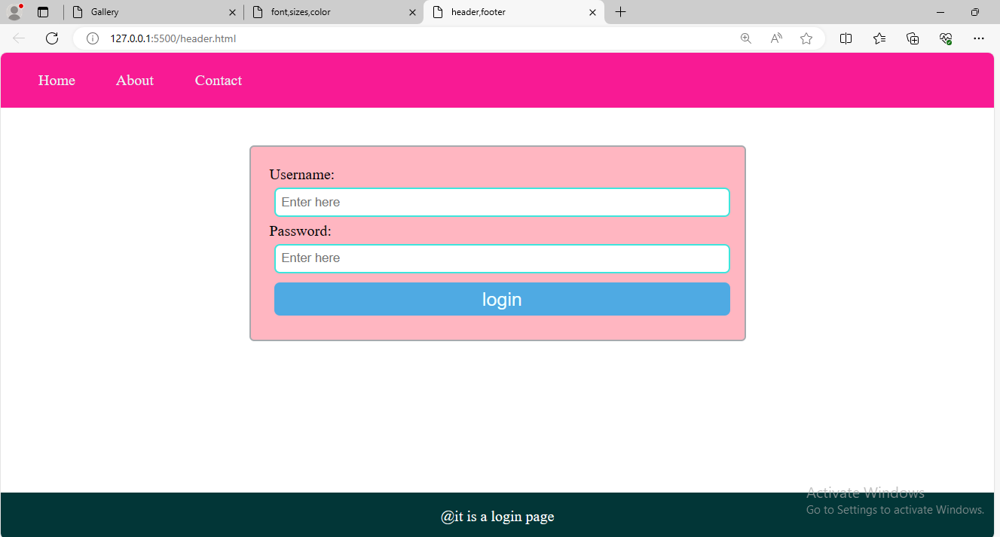 Gallery
font,sizes,color
header,footer
127.0.0.1:5500/header.html
Home About Contact
Username:
Enter here
Password:
Enter here
login
Activate Windows
Go to Settings to activate Windows.
@it is a login page